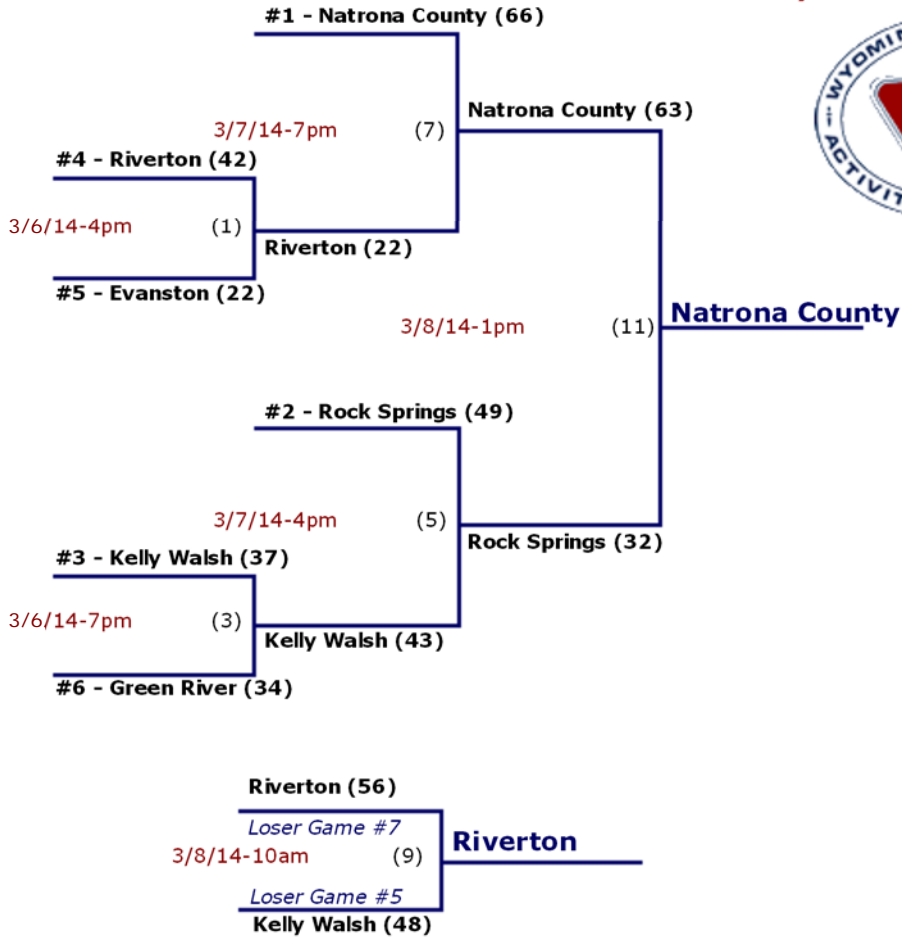 #1 - Natrona County (66)
WYOMIN
Natrona County (63)
3/7/14-7pm (7)
#4 - Riverton (42)
ACTIVIT
3/6/14-4pm (1)
Riverton (22)
#5 - Evanston (22)
Natrona County
3/8/14-1pm (11)
#2 - Rock Springs (49)
3/7/14-4pm (5)
Rock Springs (32)
#3 - Kelly Walsh (37)
3/6/14-7pm (3)
Kelly Walsh (43)
#6 - Green River (34)
Riverton (56)
Loser Game #7
Riverton
3/8/14-10am (9)
Loser Game #5
Kelly Walsh (48)